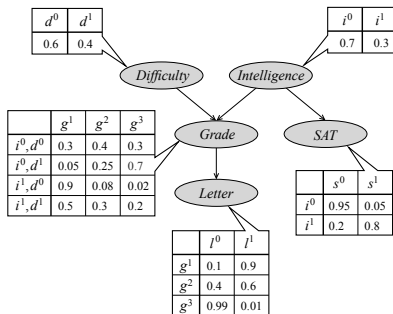 d⁰ d¹
0.6 0.4
i⁰ i¹
0.7 0.3
Difficulty
Intelligence
g¹ g² g³
i⁰, d⁰ 0.3 0.4 0.3
i⁰, d¹ 0.05 0.25 0.7
i¹, d⁰ 0.9 0.08 0.02
i¹, d¹ 0.5 0.3 0.2
Grade
SAT
Letter
s⁰ s¹
i⁰ 0.95 0.05
i¹ 0.2 0.8
l⁰ l¹
g¹ 0.1 0.9
g² 0.4 0.6
g³ 0.99 0.01